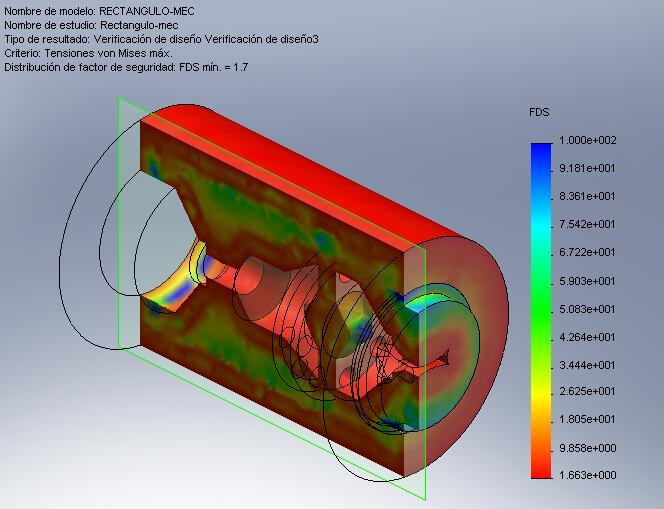 Nombre de modelo: RECTANGULO-MEC
Nombre de estudio: Rectangulo-mec
Tipo de resultado: Verificación de diseño Verificación de diseño3
Criterio: Tensiones von Mises máx.
Distribución de factor de seguridad: FDS mín. = 1.7
FDS
1.000e+002
9.181e+001
8.361e+001
7.542e+001
6.722e+001
5.903e+001
5.083e+001
4.264e+001
3.444e+001
2.625e+001
1.805e+001
9.858e+000
1.663e+000